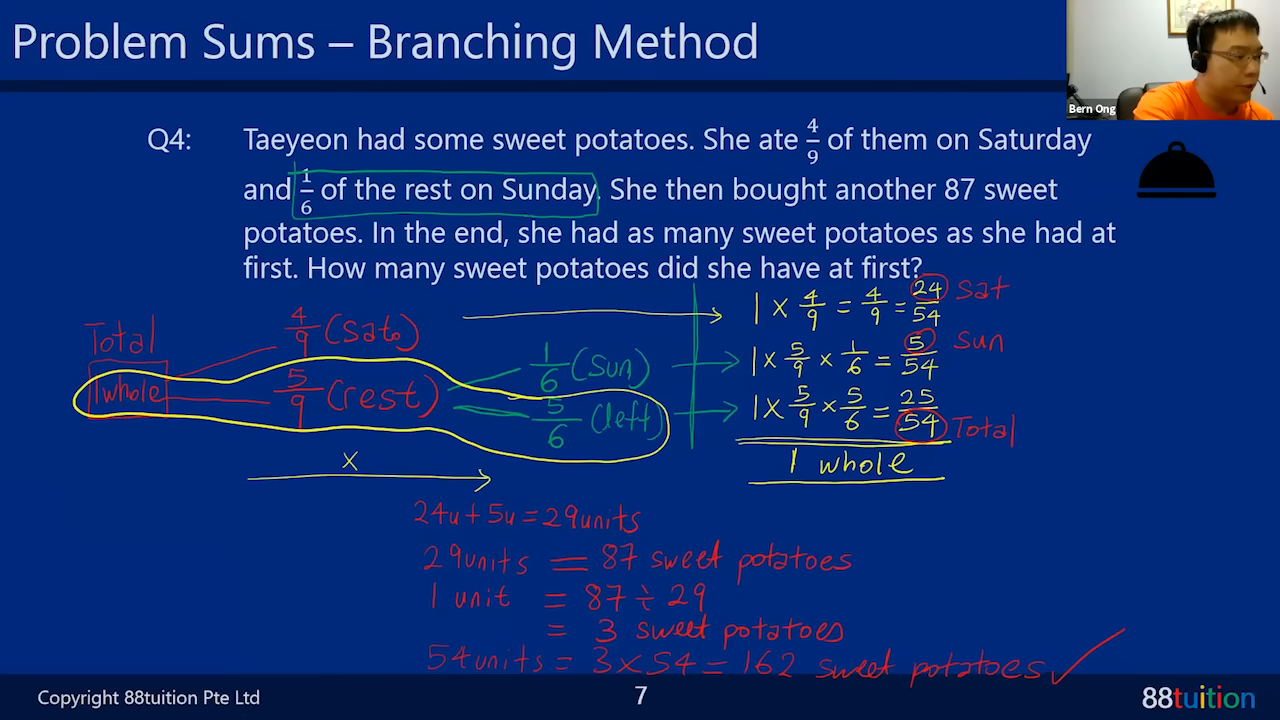 Problem Sums – Branching Method
Bern Ong
Q4: Taeyeon had some sweet potatoes. She ate 4/9 of them on Saturday
and 1/6 of the rest on Sunday. She then bought another 87 sweet
potatoes. In the end, she had as many sweet potatoes as she had at
first. How many sweet potatoes did she have at first?
Total
1 whole
4/9 (Sat)
5/9 (rest)
1/6 (Sun)
5/6 (left)
x
1 × 4/9 = 4/9 = 24/54 Sat
1 × 5/9 × 1/6 = 5/54 Sun
1 × 5/9 × 5/6 = 25/54 Total
1 whole
24u + 5u = 29units
29units = 87 sweet potatoes
1 unit = 87 ÷ 29
= 3 sweet potatoes
54units = 3 × 54 = 162 sweet potatoes ✓
Copyright 88tuition Pte Ltd
7
88tuition